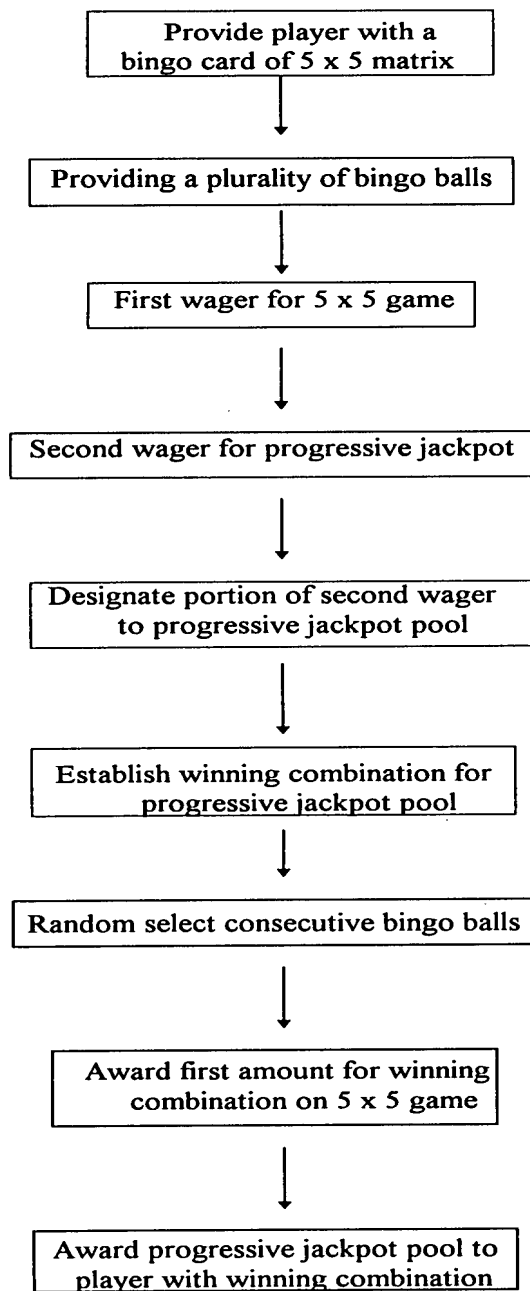 Provide player with a
bingo card of 5 x 5 matrix
Providing a plurality of bingo balls
First wager for 5 x 5 game
Second wager for progressive jackpot
Designate portion of second wager
to progressive jackpot pool
Establish winning combination for
progressive jackpot pool
Random select consecutive bingo balls
Award first amount for winning
combination on 5 x 5 game
Award progressive jackpot pool to
player with winning combination